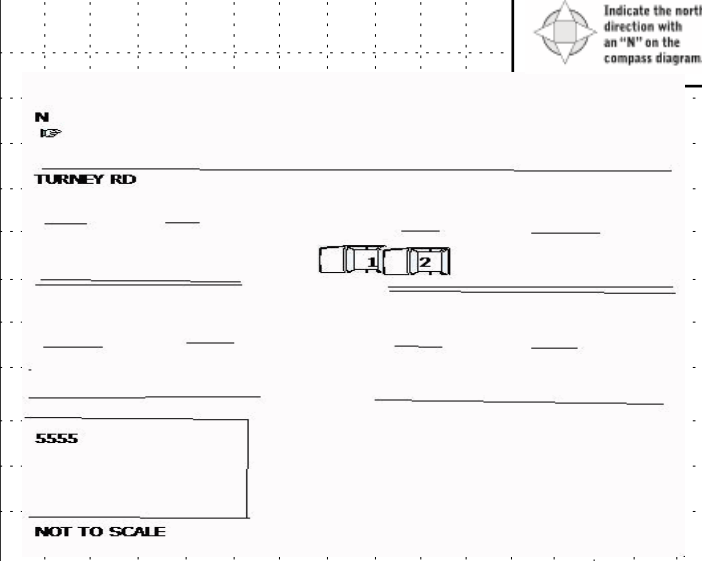 Indicate the north
direction with
an "N" on the
compass diagram.
N
TURNEY RD
1
2
5555
NOT TO SCALE